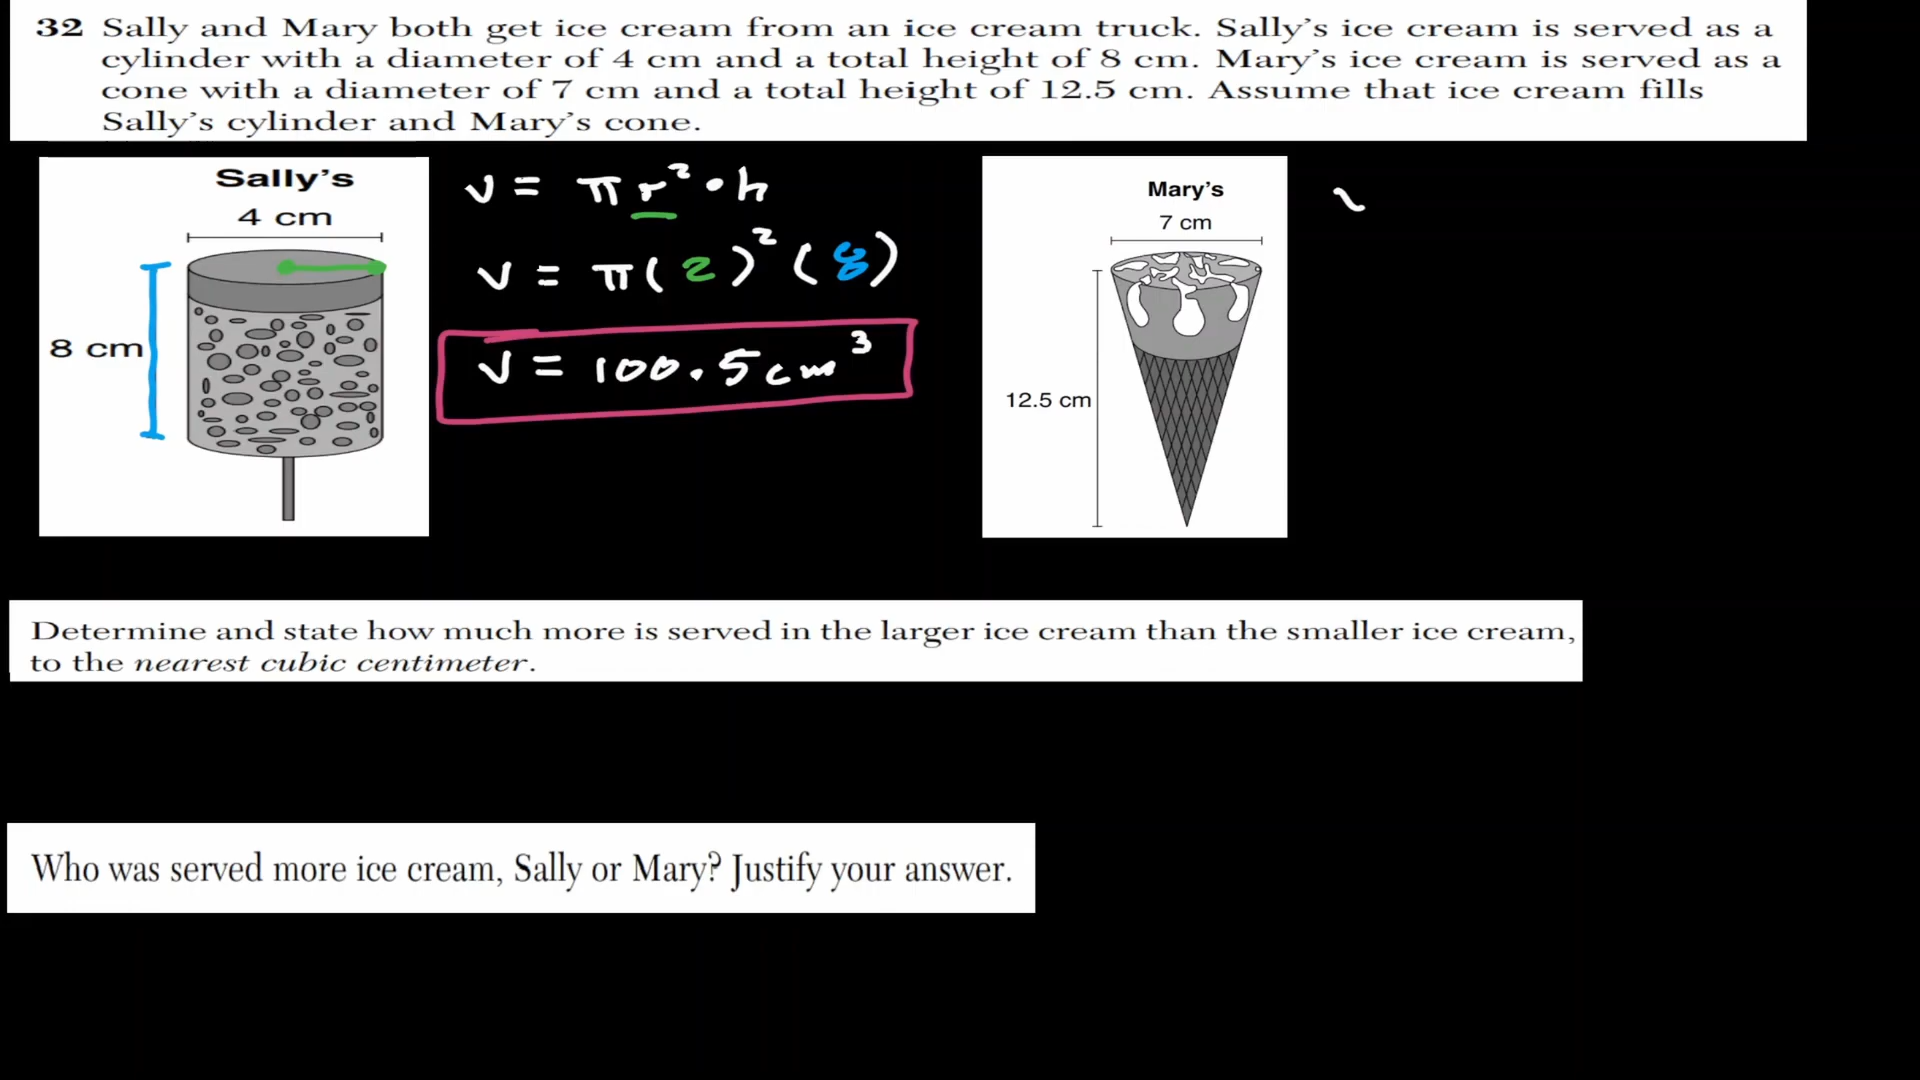 32 Sally and Mary both get ice cream from an ice cream truck. Sally's ice cream is served as a
cylinder with a diameter of 4 cm and a total height of 8 cm. Mary's ice cream is served as a
cone with a diameter of 7 cm and a total height of 12.5 cm. Assume that ice cream fills
Sally's cylinder and Mary's cone.
Sally's
4 cm
8 cm
V = πr²•h
V = π(2)²(8)
V = 100.5cm³
Mary's
7 cm
12.5 cm
Determine and state how much more is served in the larger ice cream than the smaller ice cream,
to the nearest cubic centimeter.
Who was served more ice cream, Sally or Mary? Justify your answer.